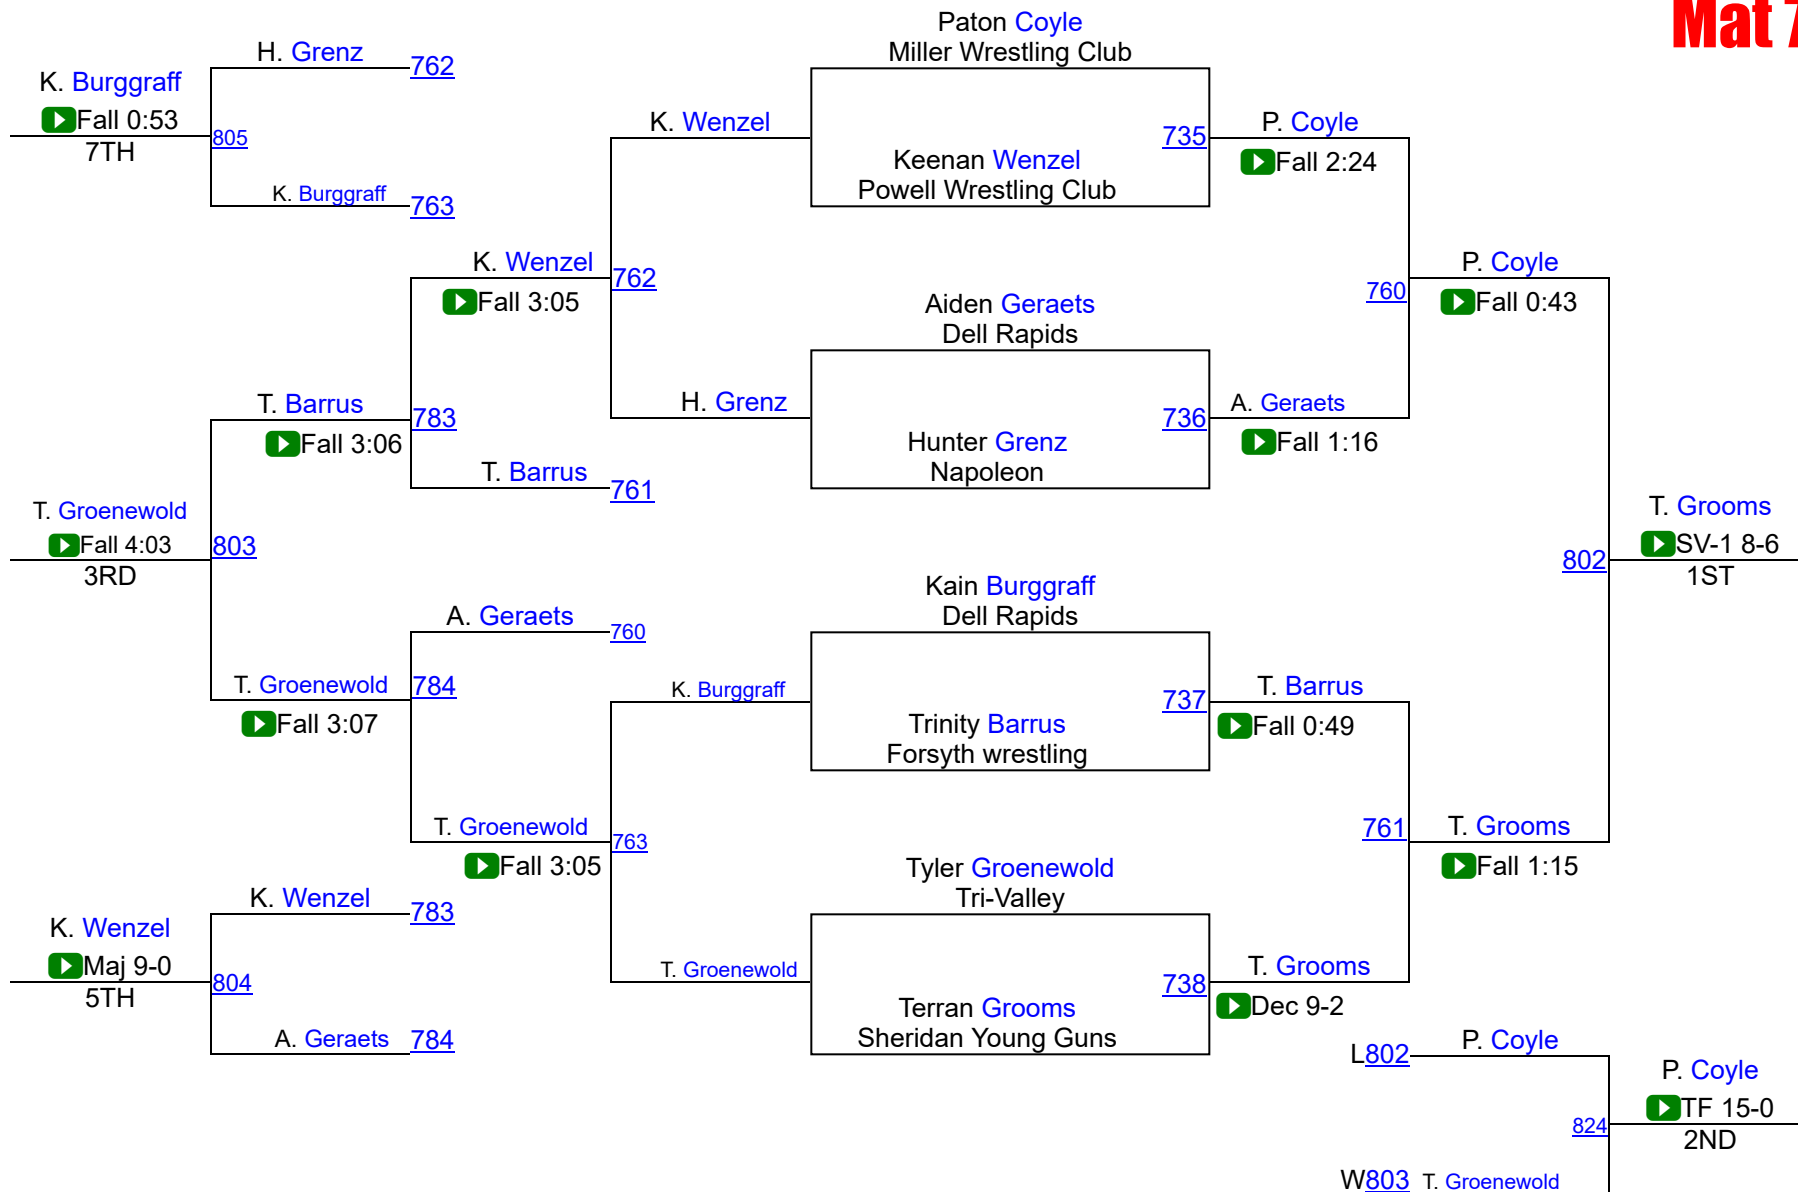 Mat 7
Paton Coyle
Miller Wrestling Club
H. Grenz
762
K. Burggraff
Fall 0:53
7TH
805
K. Burggraff
763
K. Wenzel
735
P. Coyle
Fall 2:24
Keenan Wenzel
Powell Wrestling Club
K. Wenzel
Fall 3:05
762
P. Coyle
Fall 0:43
760
Aiden Geraets
Dell Rapids
T. Barrus
Fall 3:06
783
H. Grenz
736
A. Geraets
Fall 1:16
Hunter Grenz
Napoleon
T. Barrus
761
T. Groenewold
Fall 4:03
3RD
803
T. Grooms
SV-1 8-6
1ST
802
Kain Burggraff
Dell Rapids
A. Geraets
760
T. Groenewold
Fall 3:07
784
K. Burggraff
737
T. Barrus
Fall 0:49
Trinity Barrus
Forsyth wrestling
T. Groenewold
Fall 3:05
763
761
T. Grooms
Fall 1:15
Tyler Groenewold
Tri-Valley
K. Wenzel
783
K. Wenzel
Maj 9-0
5TH
804
T. Groenewold
738
T. Grooms
Dec 9-2
Terran Grooms
Sheridan Young Guns
A. Geraets
784
L802
P. Coyle
P. Coyle
TF 15-0
2ND
824
W803
T. Groenewold